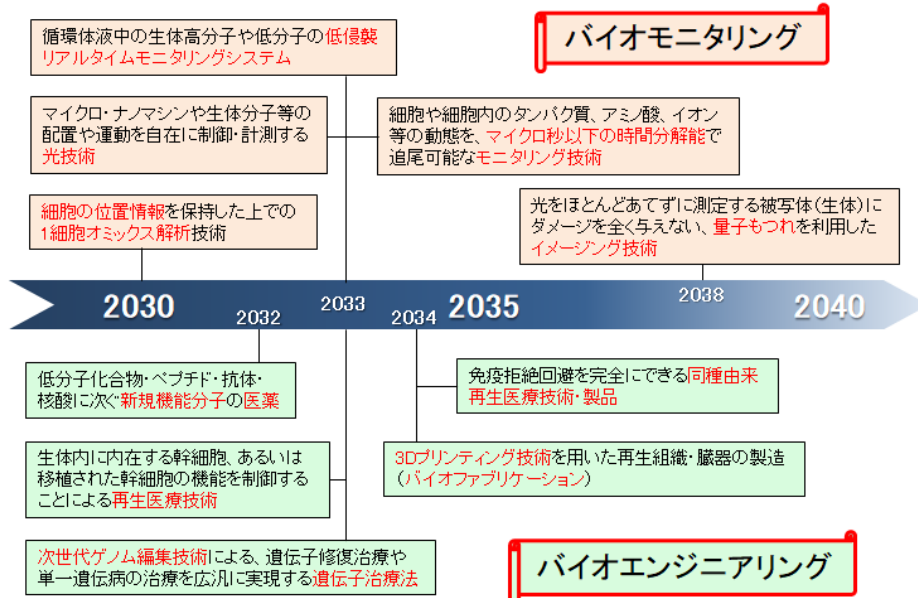 バイオモニタリング
循環体液中の生体高分子や低分子の低侵襲
リアルタイムモニタリングシステム
マイクロ・ナノマシンや生体分子等の
配置や運動を自在に制御・計測する
光技術
細胞や細胞内のタンパク質、アミノ酸、イオン
等の動態を、マイクロ秒以下の時間分解能で
追尾可能なモニタリング技術
細胞の位置情報を保持した上での
1細胞オミックス解析技術
光をほとんどあてずに測定する被写体(生体)に
ダメージを全く与えない、量子もつれを利用した
イメージング技術
2030
2032
2033
2034
2035
2038
2040
低分子化合物・ペプチド・抗体・
核酸に次ぐ新規機能分子の医薬
免疫拒絶回避を完全にできる同種由来
再生医療技術・製品
生体内に内在する幹細胞、あるいは
移植された幹細胞の機能を制御する
ことによる再生医療技術
3Dプリンティング技術を用いた再生組織・臓器の製造
(バイオファブリケーション)
次世代ゲノム編集技術による、遺伝子修復治療や
単一遺伝病の治療を広汎に実現する遺伝子治療法
バイオエンジニアリング